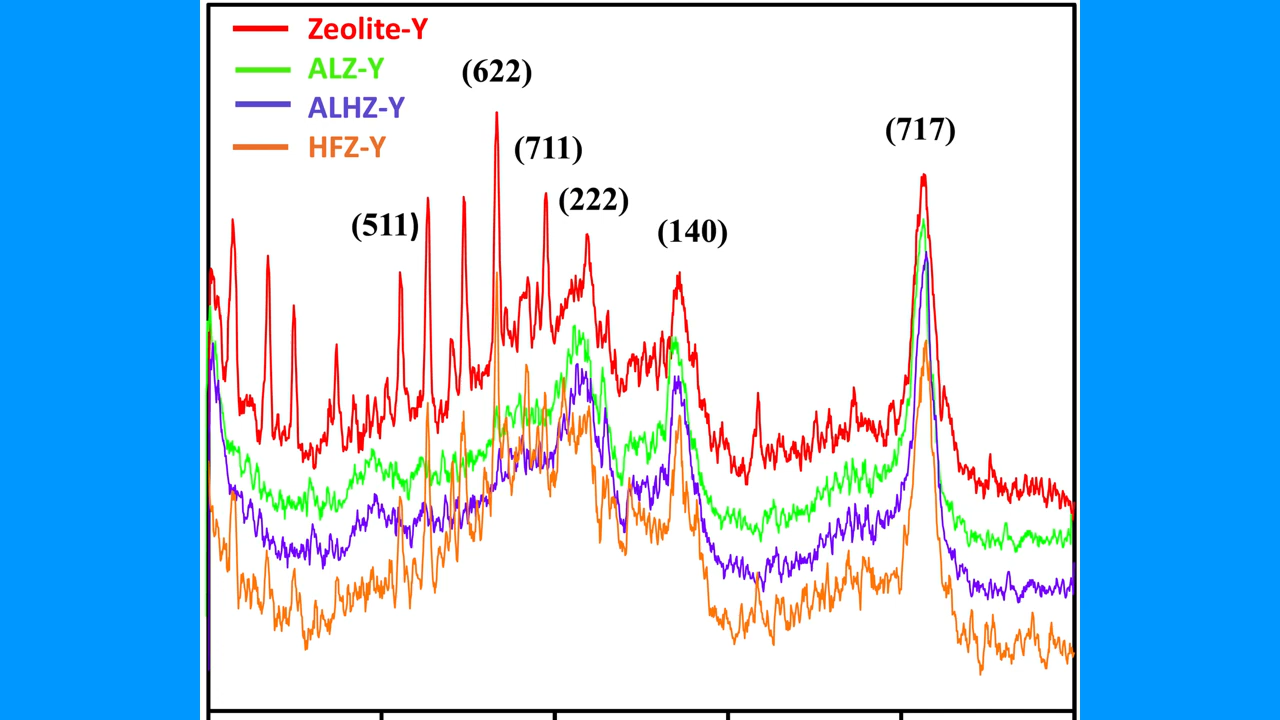 Zeolite-Y
ALZ-Y
ALHZ-Y
HFZ-Y
(622)
(711)
(717)
(222)
(511)
(140)